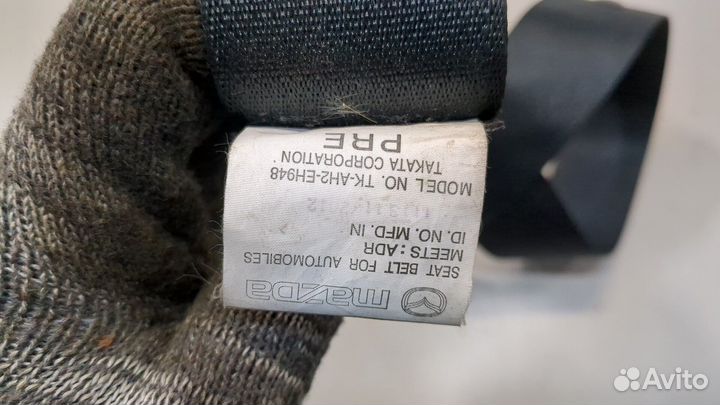 mazda
SEAT BELT FOR AUTOMOBILES
MEETS : ADR
ID. NO. MFD. IN
MODEL NO. TK-AH2-EH948
TAKATA CORPORATION
PRE
Avito